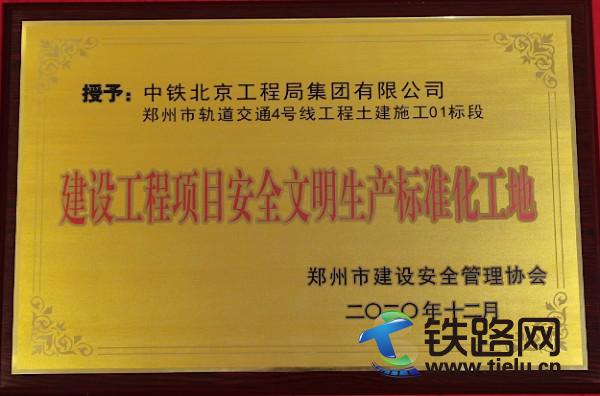 授予：中铁北京工程局集团有限公司
郑州市轨道交通4号线工程土建施工01标段
建设工程项目安全文明生产标准化工地
郑州市建设安全管理协会
二〇二〇年十二月
铁路网
www.tielu.cn